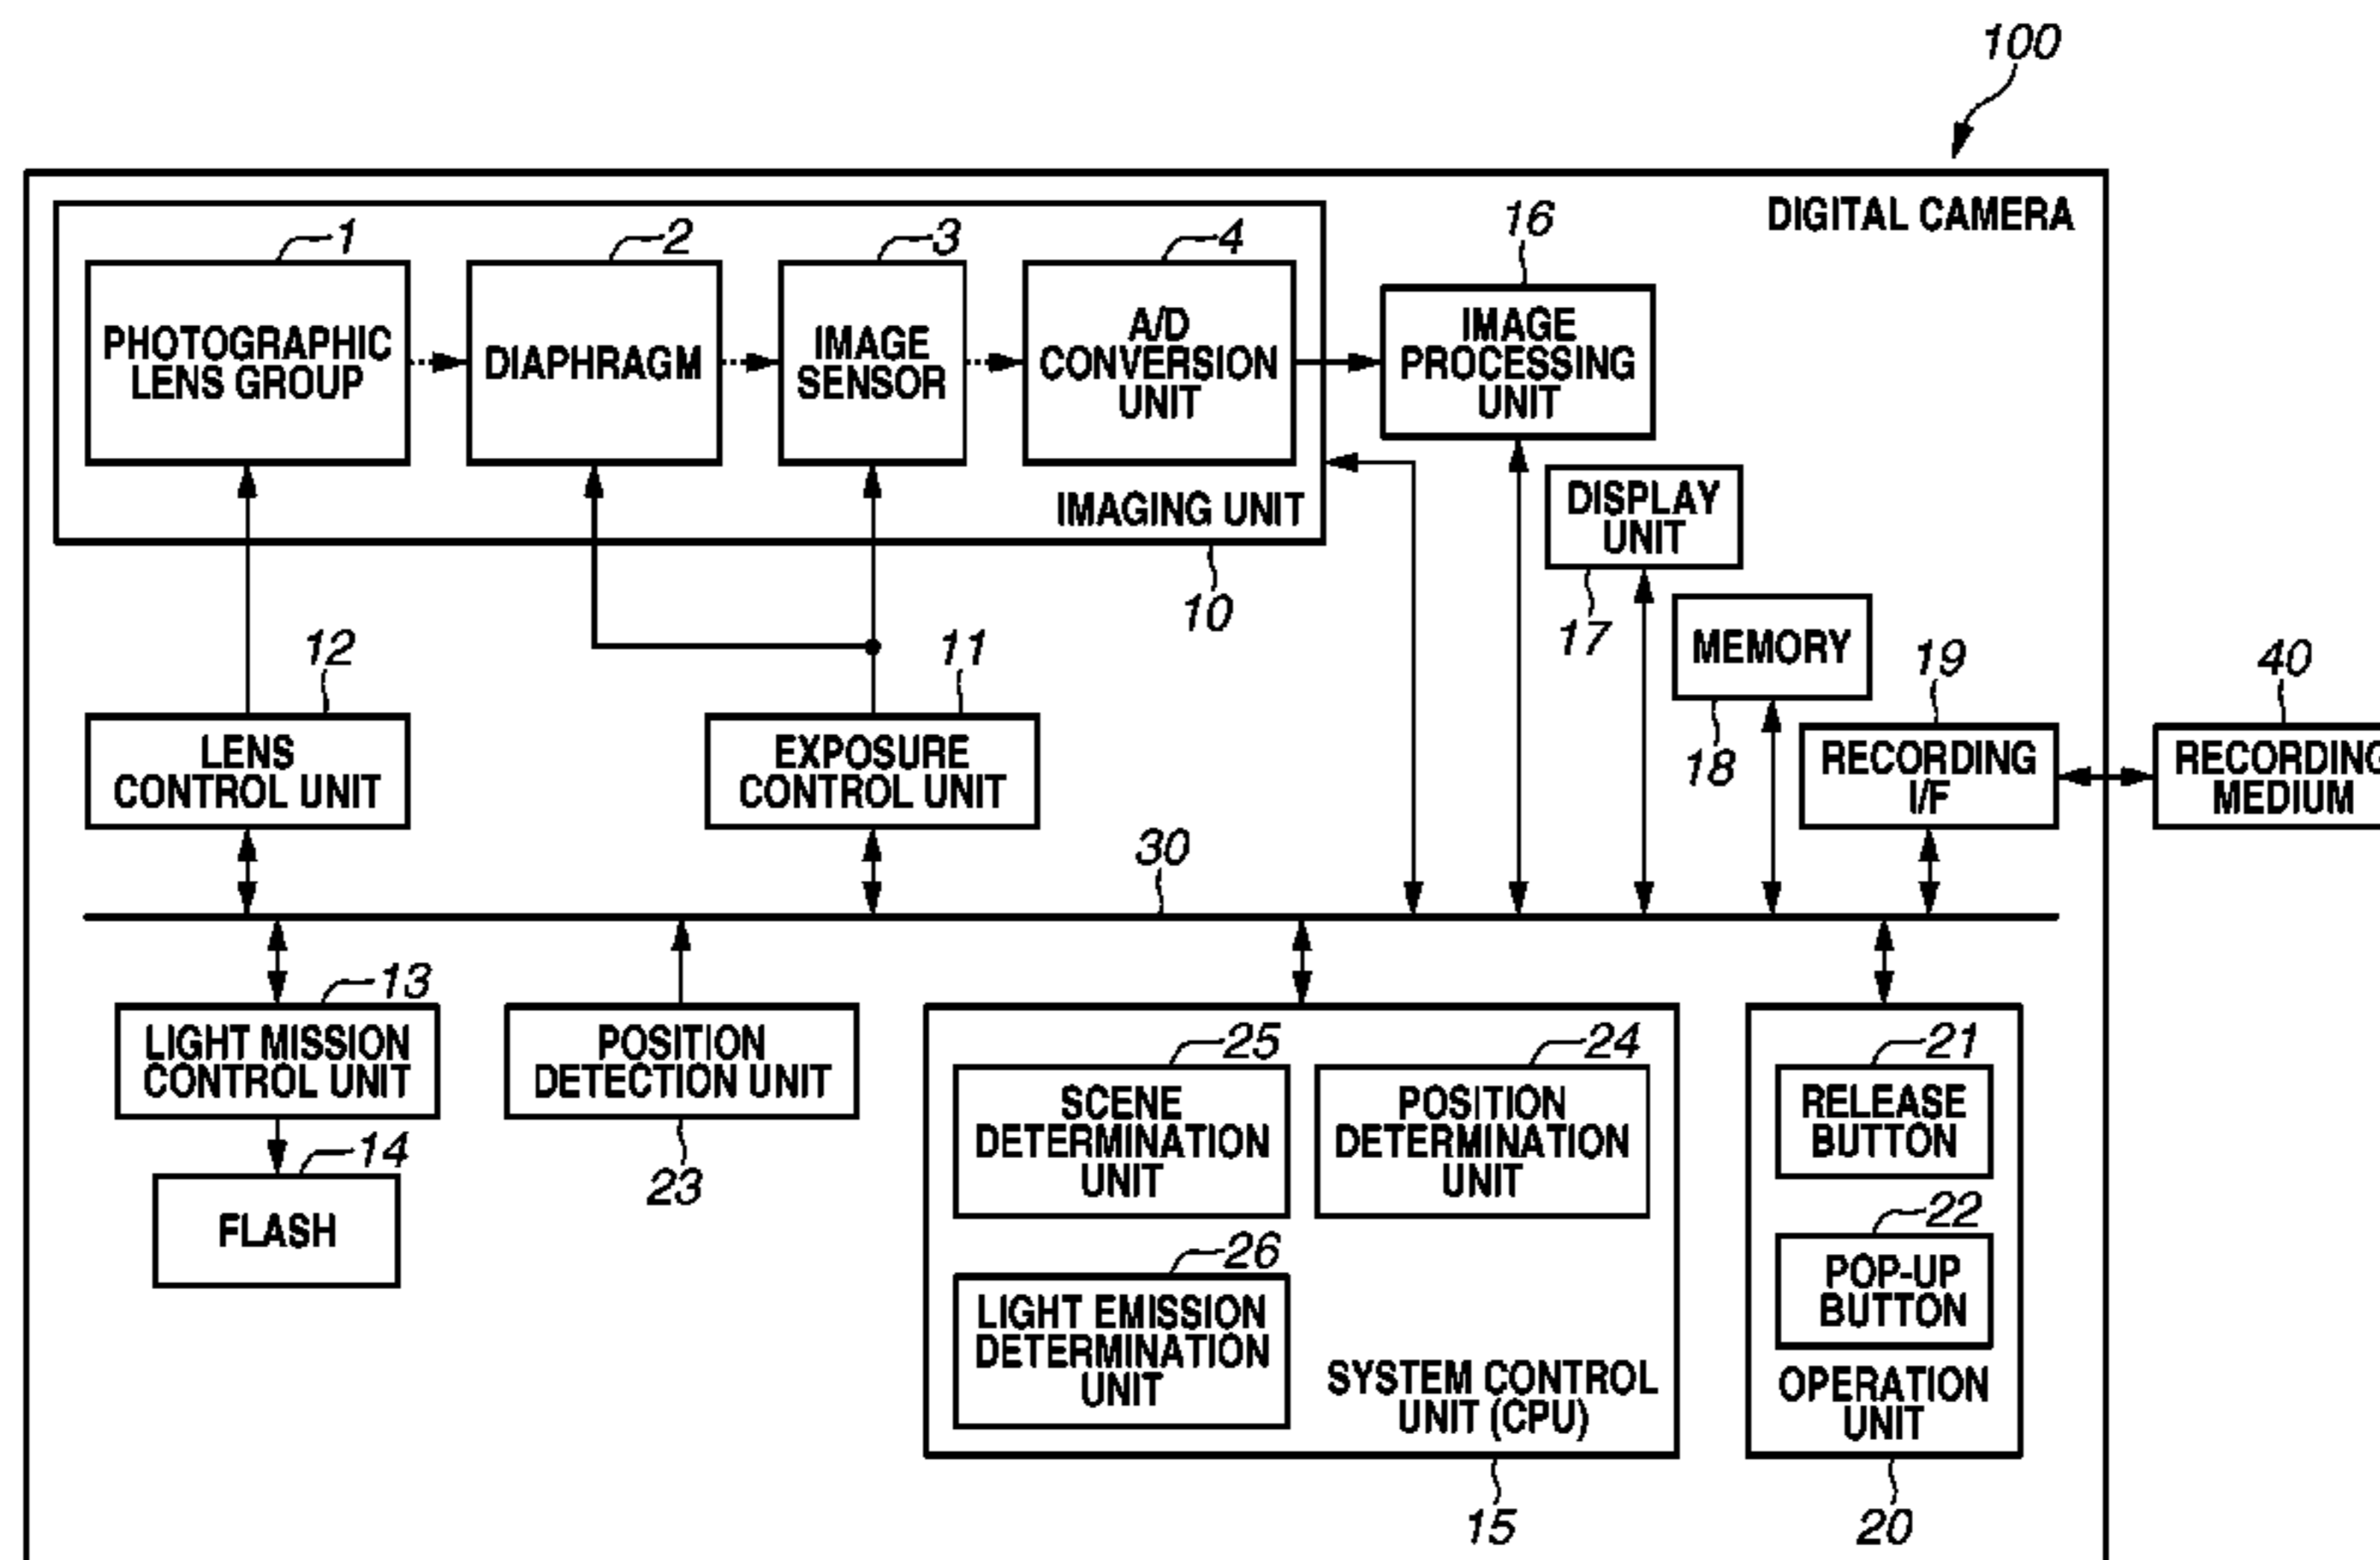 100
DIGITAL CAMERA
1
2
3
4
16
PHOTOGRAPHIC
LENS GROUP
DIAPHRAGM
IMAGE
SENSOR
A/D
CONVERSION
UNIT
IMAGE
PROCESSING
UNIT
IMAGING UNIT
10
DISPLAY
UNIT
17
MEMORY
18
12
LENS
CONTROL UNIT
11
EXPOSURE
CONTROL UNIT
19
RECORDING
I/F
40
RECORDING
MEDIUM
30
13
LIGHT MISSION
CONTROL UNIT
14
FLASH
POSITION
DETECTION UNIT
23
25
SCENE
DETERMINATION
UNIT
24
POSITION
DETERMINATION
UNIT
26
LIGHT EMISSION
DETERMINATION
UNIT
SYSTEM CONTROL
UNIT (CPU)
15
21
RELEASE
BUTTON
22
POP-UP
BUTTON
OPERATION
UNIT
20